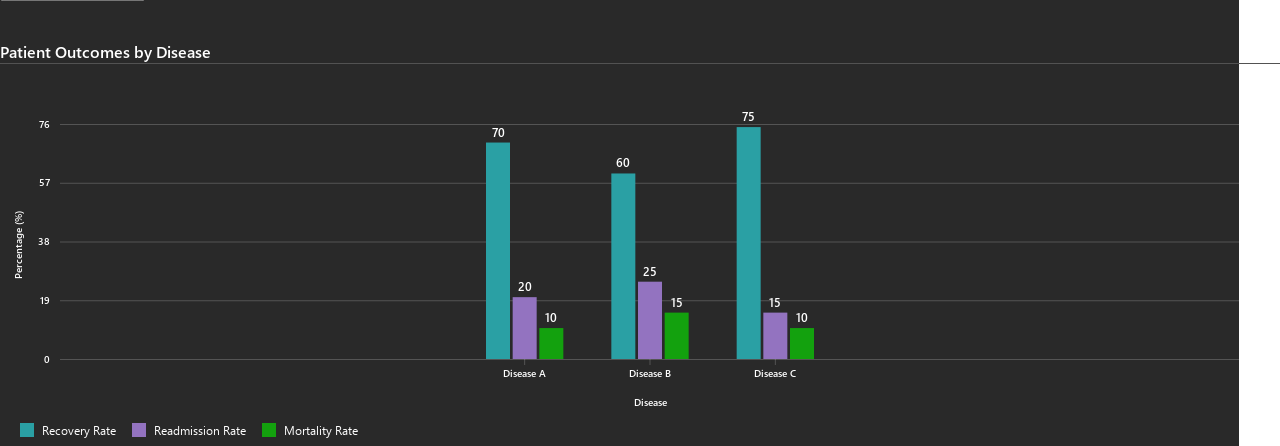 Patient Outcomes by Disease
76
57
38
19
0
Percentage (%)
70
20
10
60
25
15
75
15
10
Disease A
Disease B
Disease C
Disease
Recovery Rate
Readmission Rate
Mortality Rate